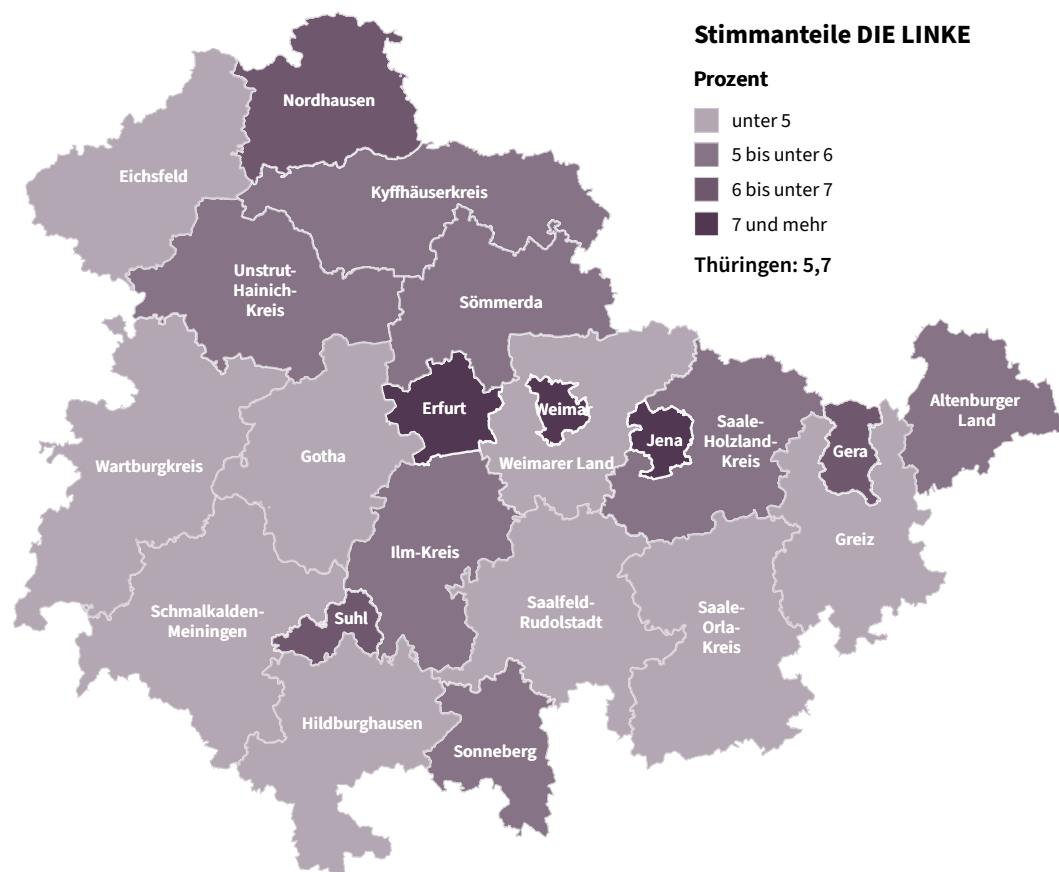 Stimmanteile DIE LINKE
Prozent
unter 5
5 bis unter 6
6 bis unter 7
7 und mehr
Thüringen: 5,7
Nordhausen
Eichsfeld
Kyffhäuserkreis
Unstrut-
Hainich-
Kreis
Sömmerda
Erfurt
Weimar
Jena
Saale-
Holzland-
Kreis
Gera
Altenburger
Land
Wartburgkreis
Gotha
Weimarer Land
Greiz
Ilm-Kreis
Schmalkalden-
Meiningen
Suhl
Saalfeld-
Rudolstadt
Saale-
Orla-
Kreis
Hildburghausen
Sonneberg